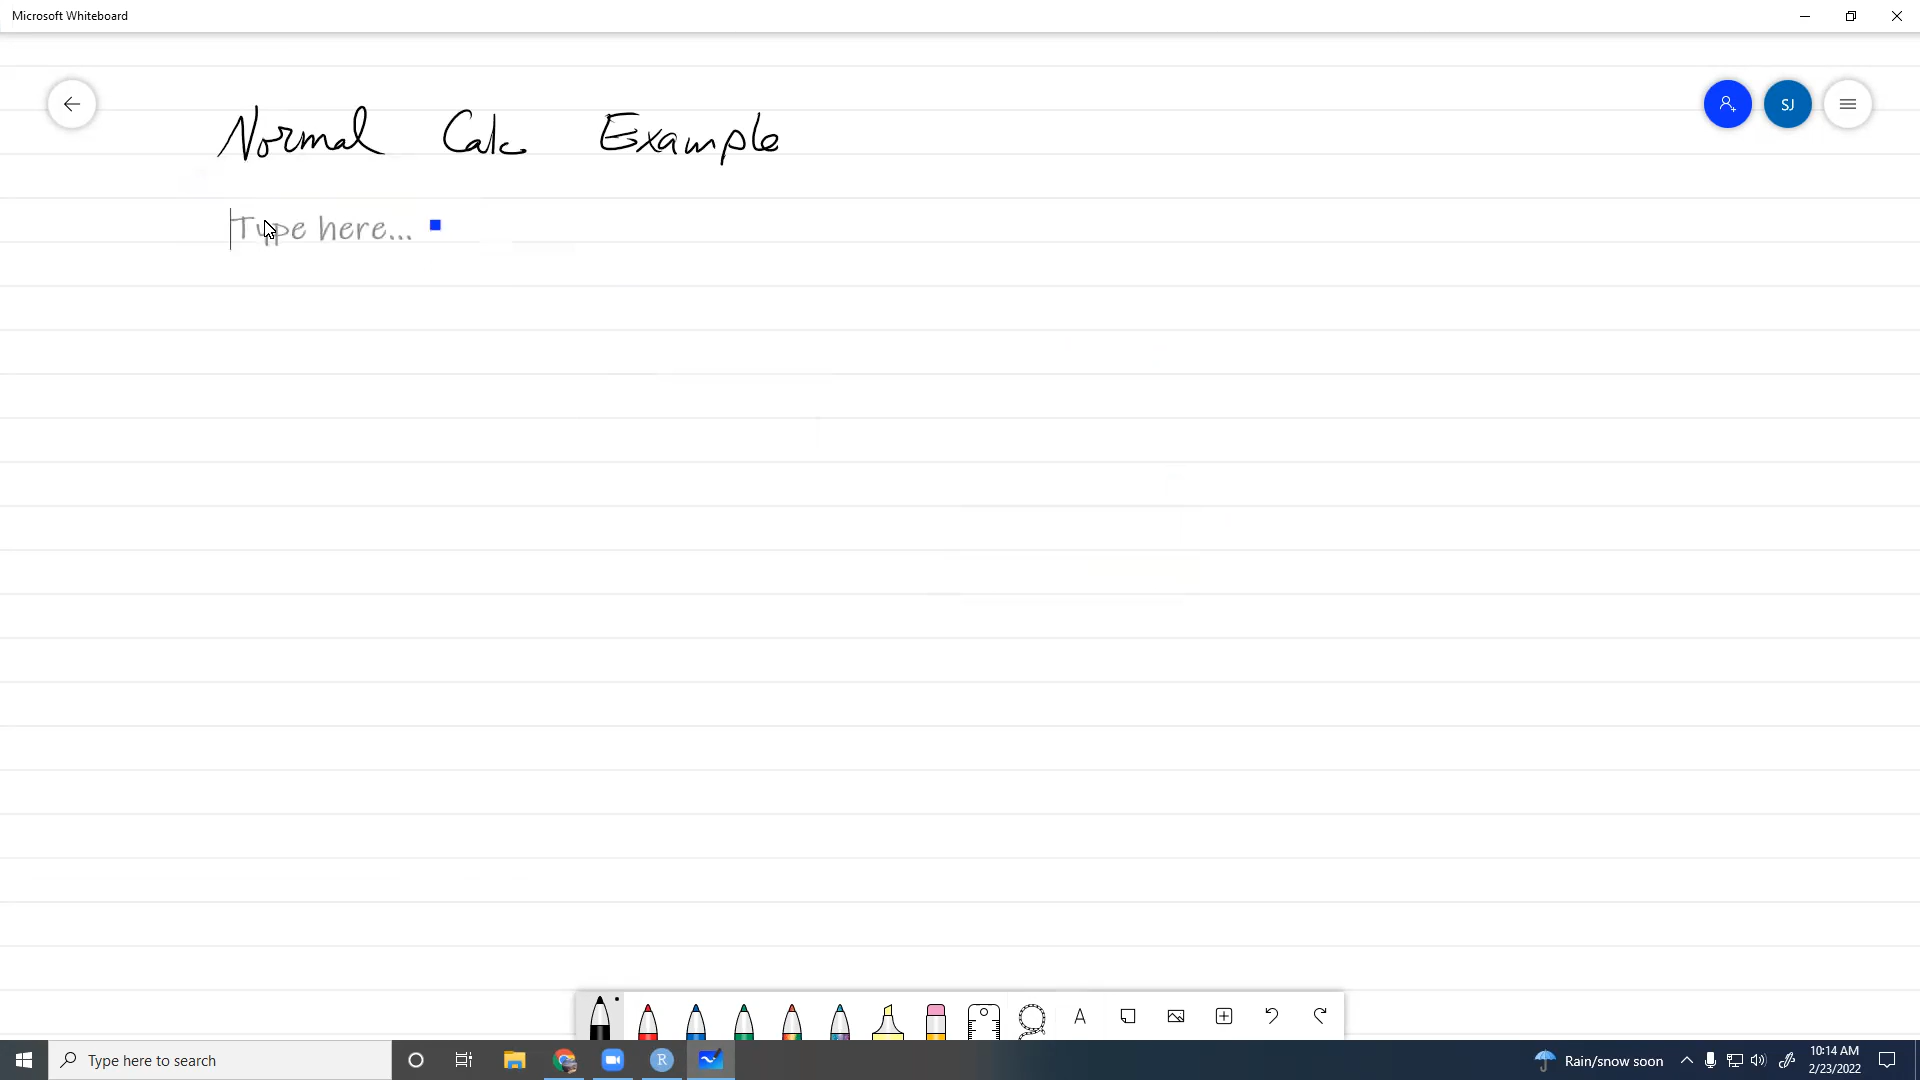 Microsoft Whiteboard
SJ
Normal Calc Example
Type here...
A
Type here to search
R
Rain/snow soon
10:14 AM
2/23/2022